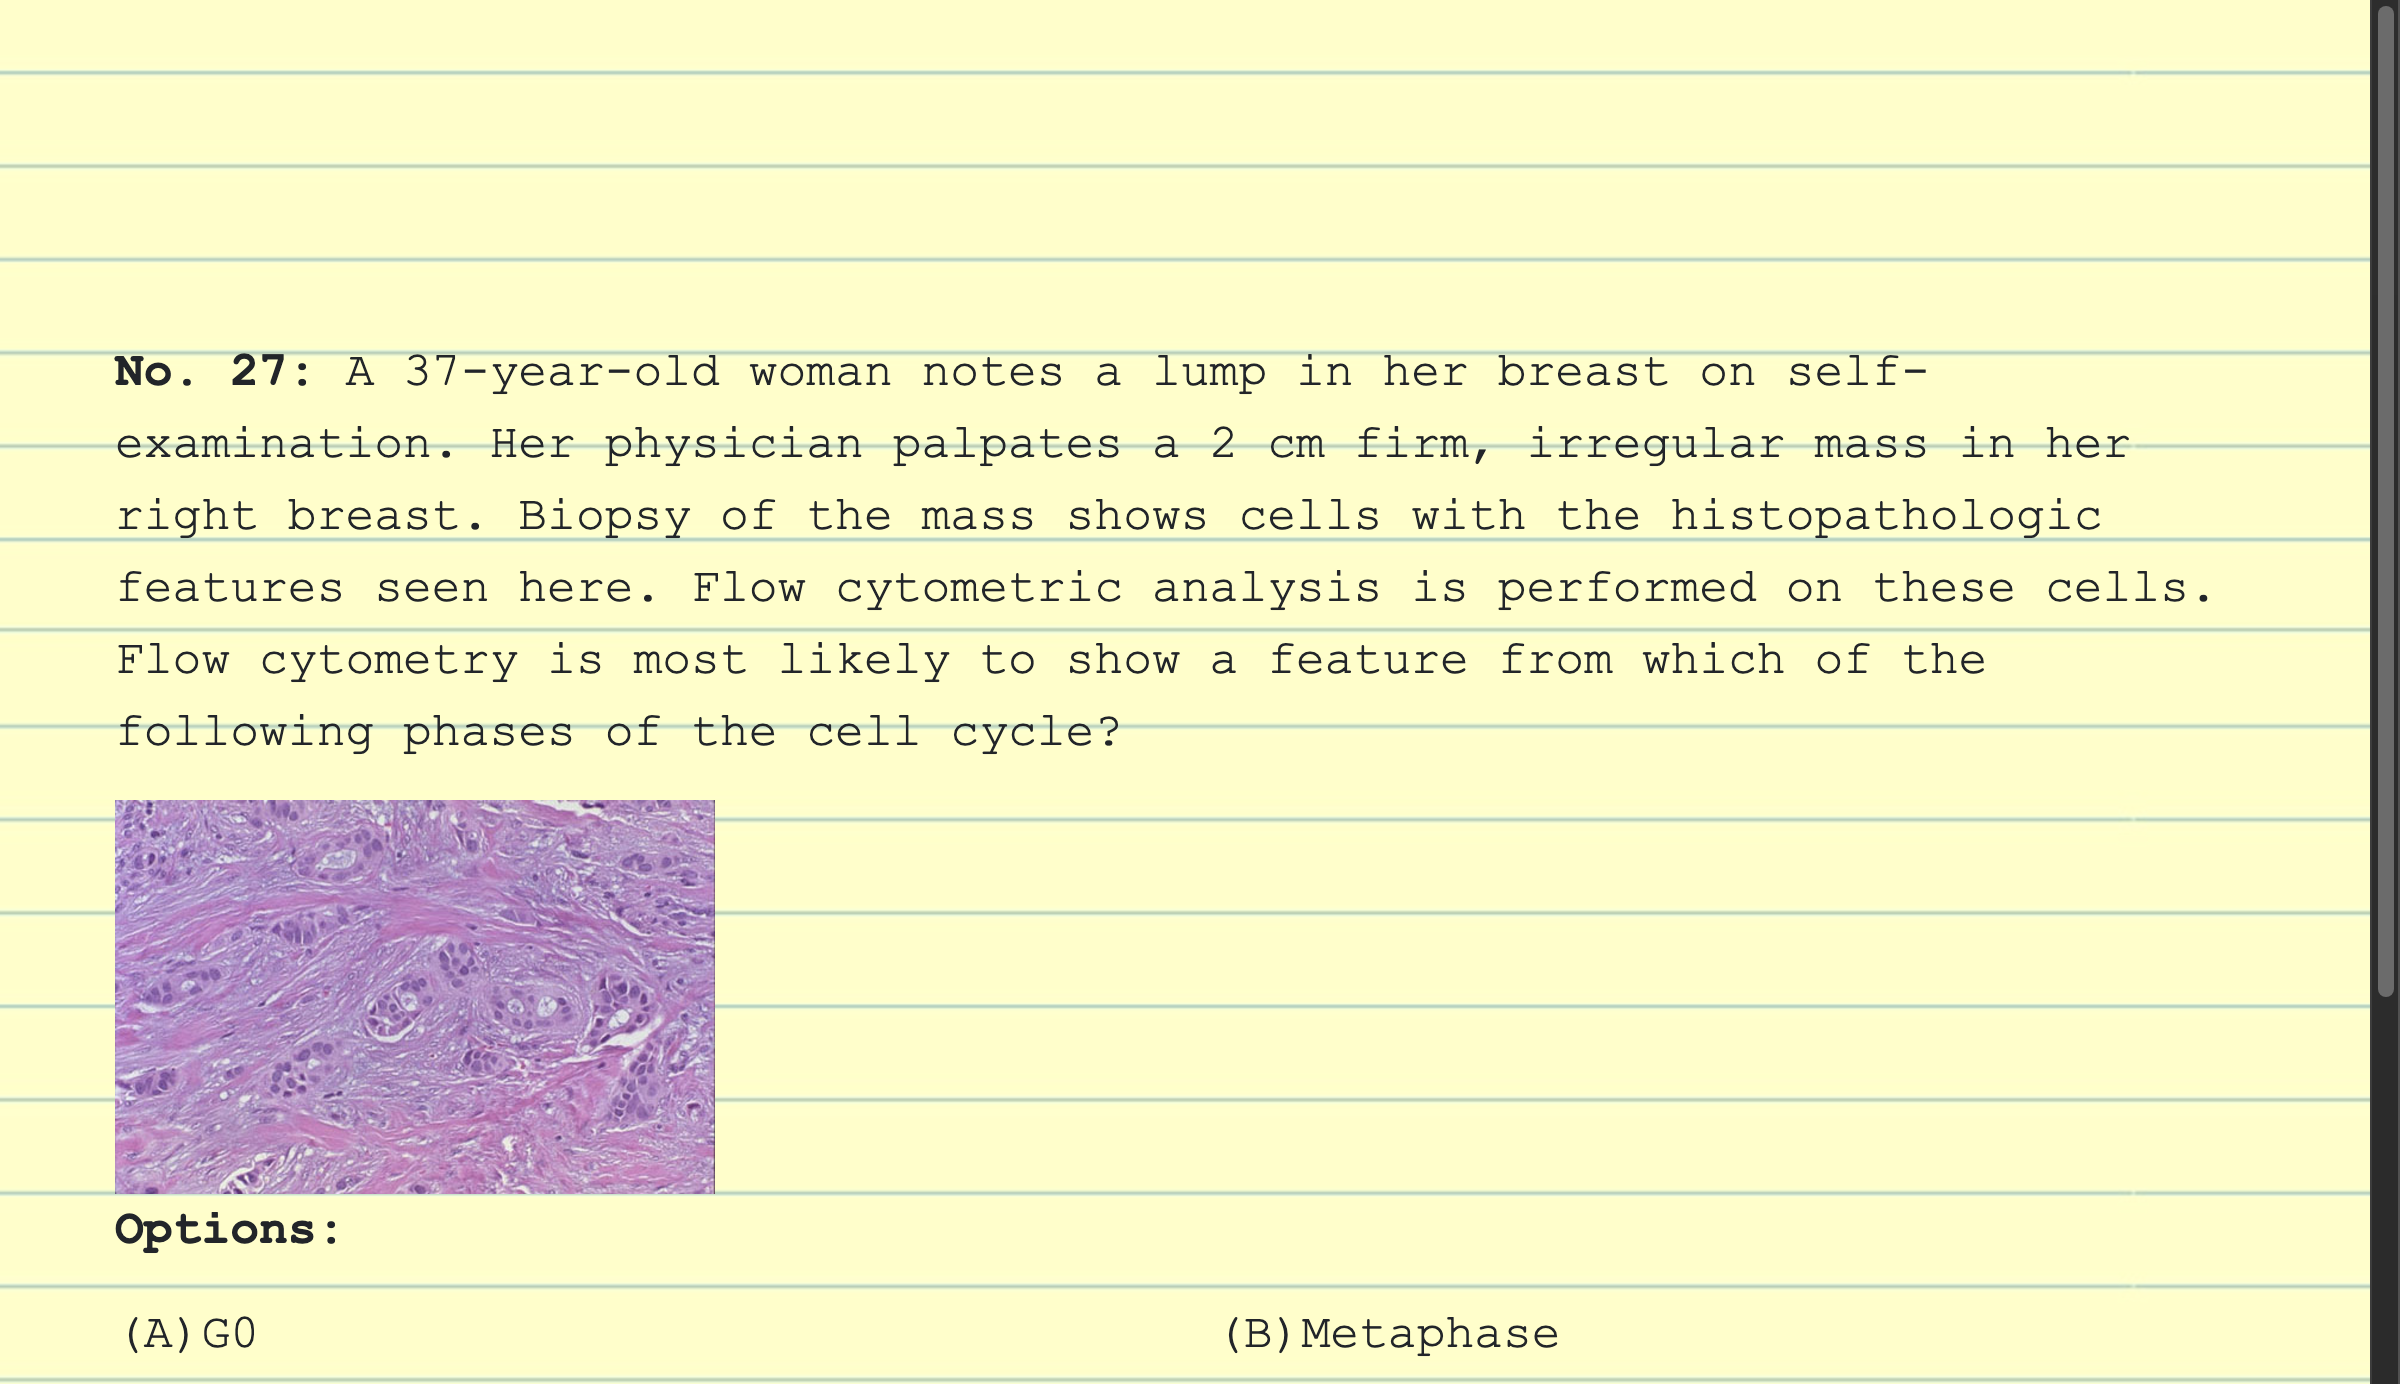 No. 27: A 37-year-old woman notes a lump in her breast on self-
examination. Her physician palpates a 2 cm firm, irregular mass in her
right breast. Biopsy of the mass shows cells with the histopathologic
features seen here. Flow cytometric analysis is performed on these cells.
Flow cytometry is most likely to show a feature from which of the
following phases of the cell cycle?
Options:
(A)G0 (B)Metaphase